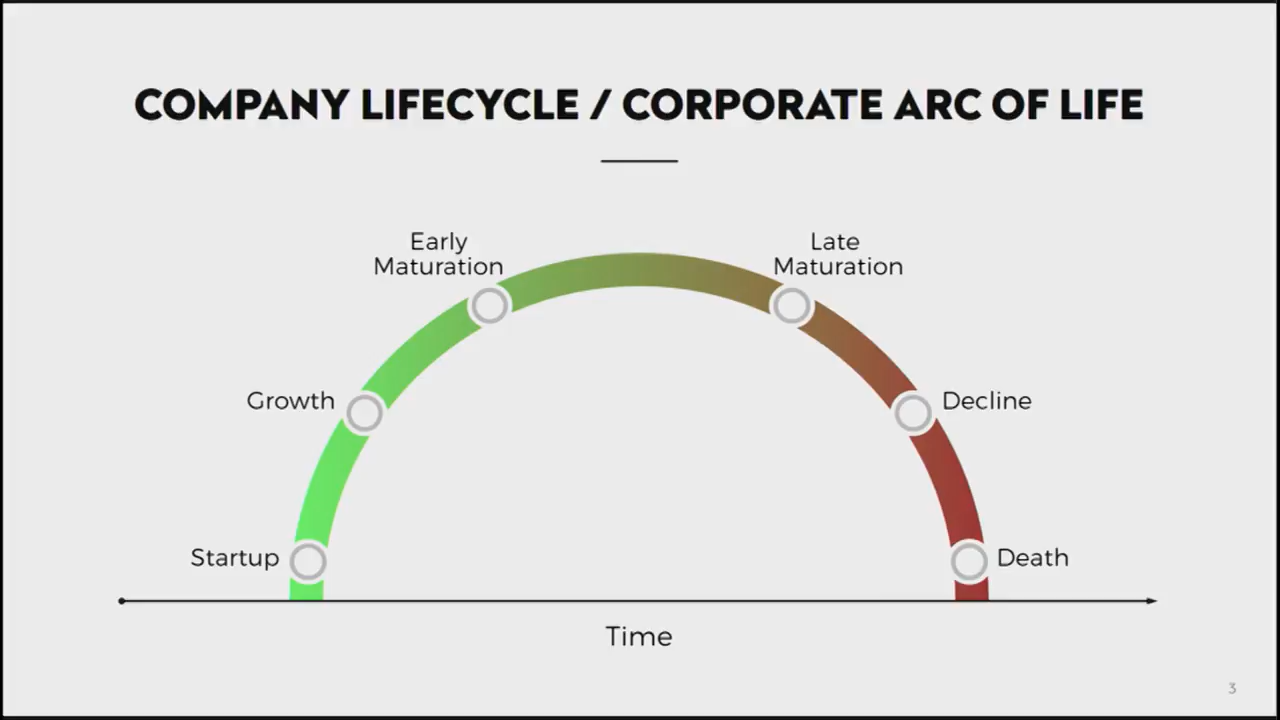 COMPANY LIFECYCLE / CORPORATE ARC OF LIFE
Early
Maturation
Late
Maturation
Growth
Decline
Startup
Death
Time
3